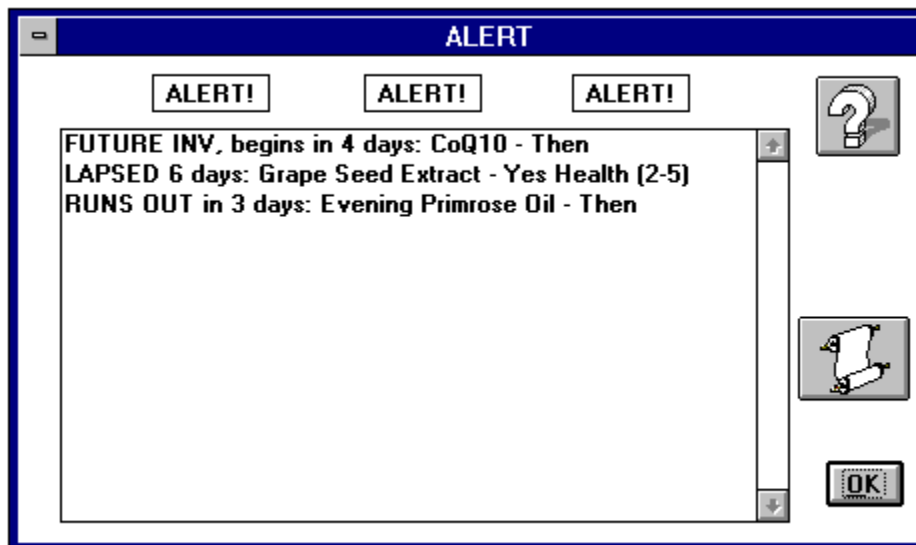 ALERT
ALERT! ALERT! ALERT!
FUTURE INV, begins in 4 days: CoQ10 - Then
LAPSED 6 days: Grape Seed Extract - Yes Health (2-5)
RUNS OUT in 3 days: Evening Primrose Oil - Then
OK